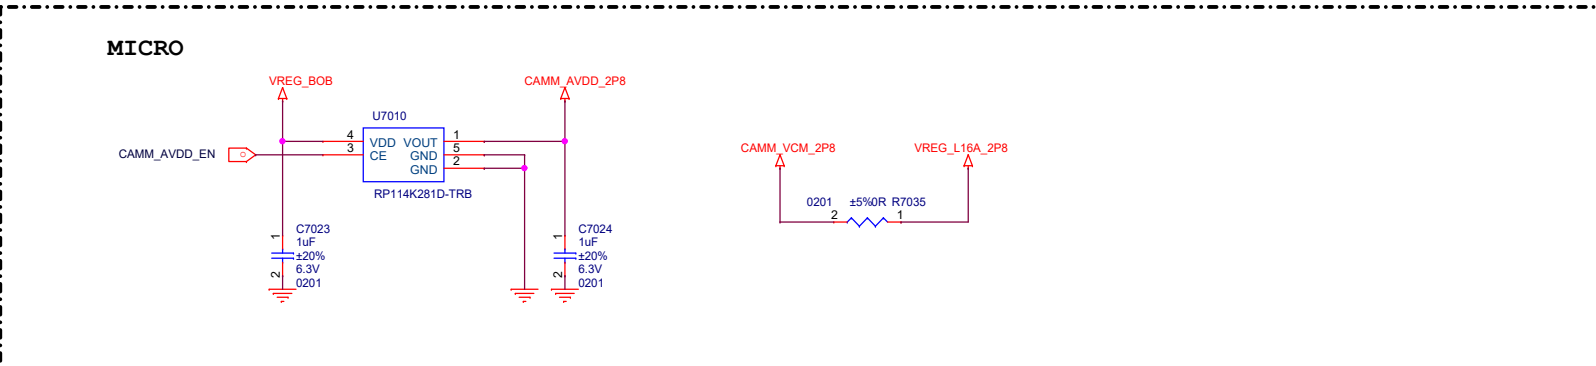 MICRO
VREG_BOB
CAMM_AVDD_2P8
U7010
CAMM_AVDD_EN
4 VDD VOUT 1
3 CE GND 5
GND 2
RP114K281D-TRB
CAMM_VCM_2P8
VREG_L16A_2P8
0201 ±5%0R R7035
2 1
1 C7023
1uF
±20%
6.3V
2 0201
1 C7024
1uF
±20%
6.3V
2 0201